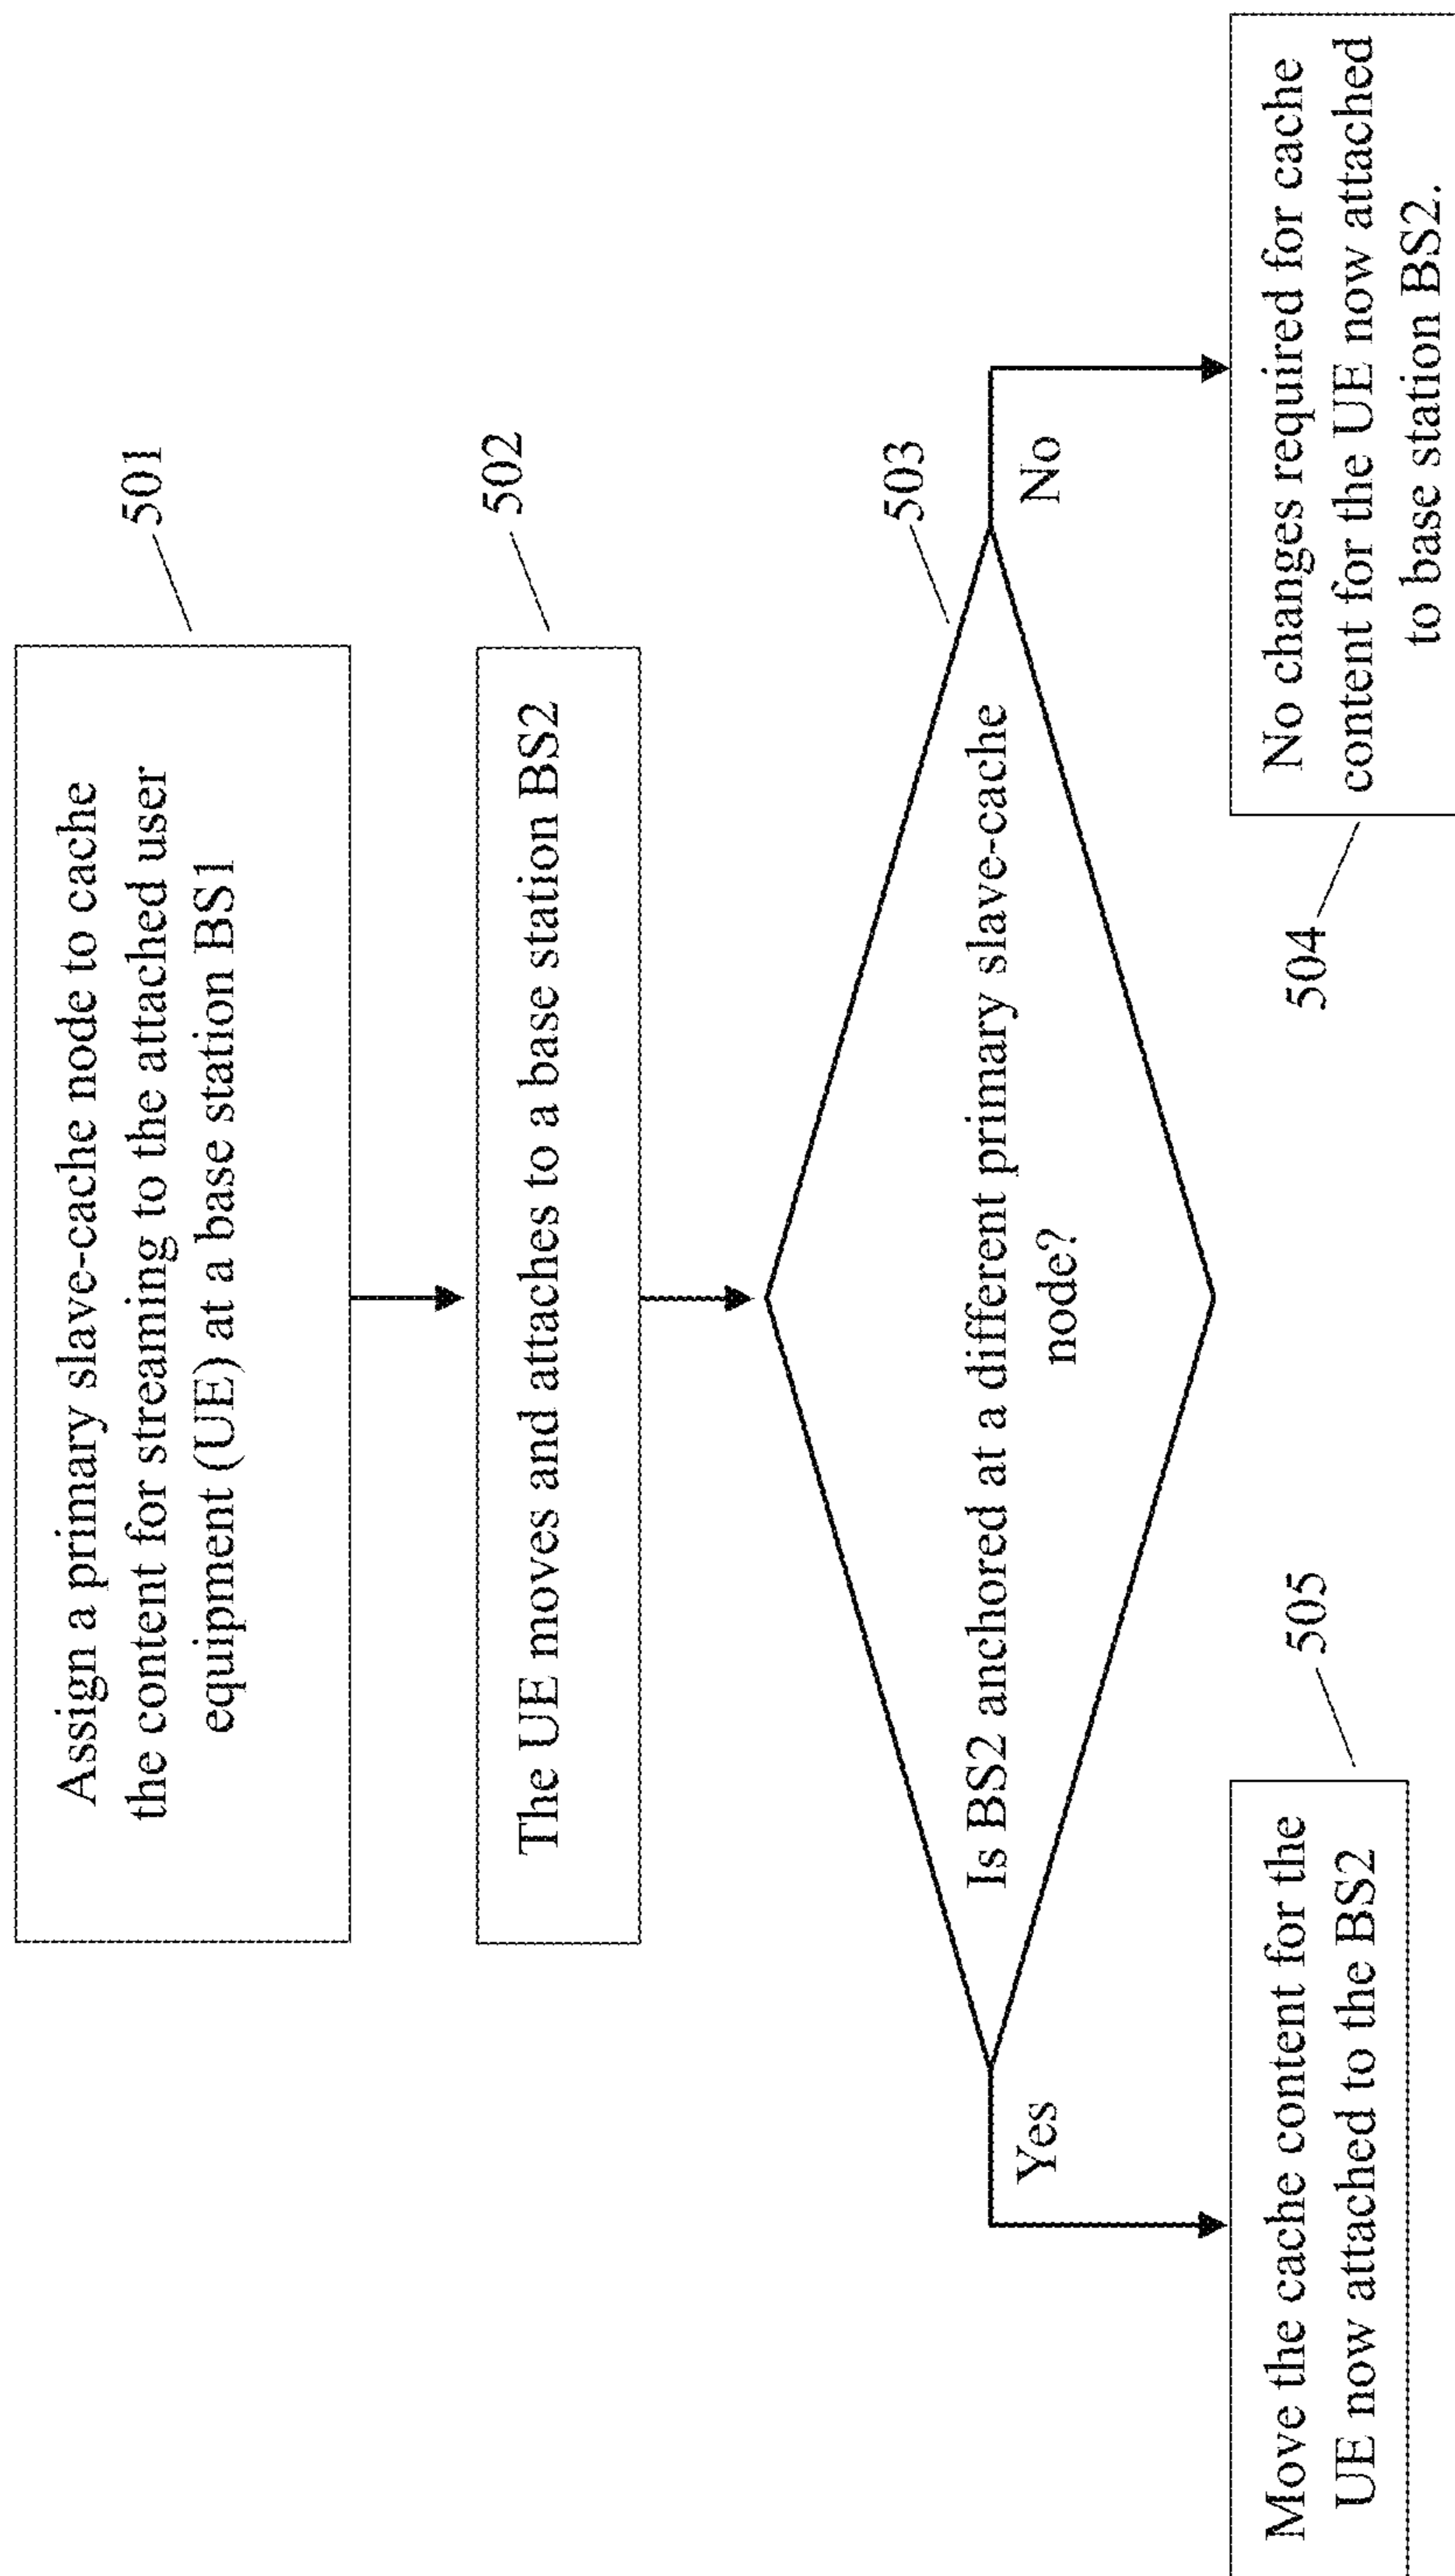 Assign a primary slave-cache node to cache
the content for streaming to the attached user
equipment (UE) at a base station BS1
501
The UE moves and attaches to a base station BS2
502
503
Is BS2 anchored at a different primary slave-cache
node?
Yes
No
Move the cache content for the
UE now attached to the BS2
505
504
No changes required for cache
content for the UE now attached
to base station BS2.